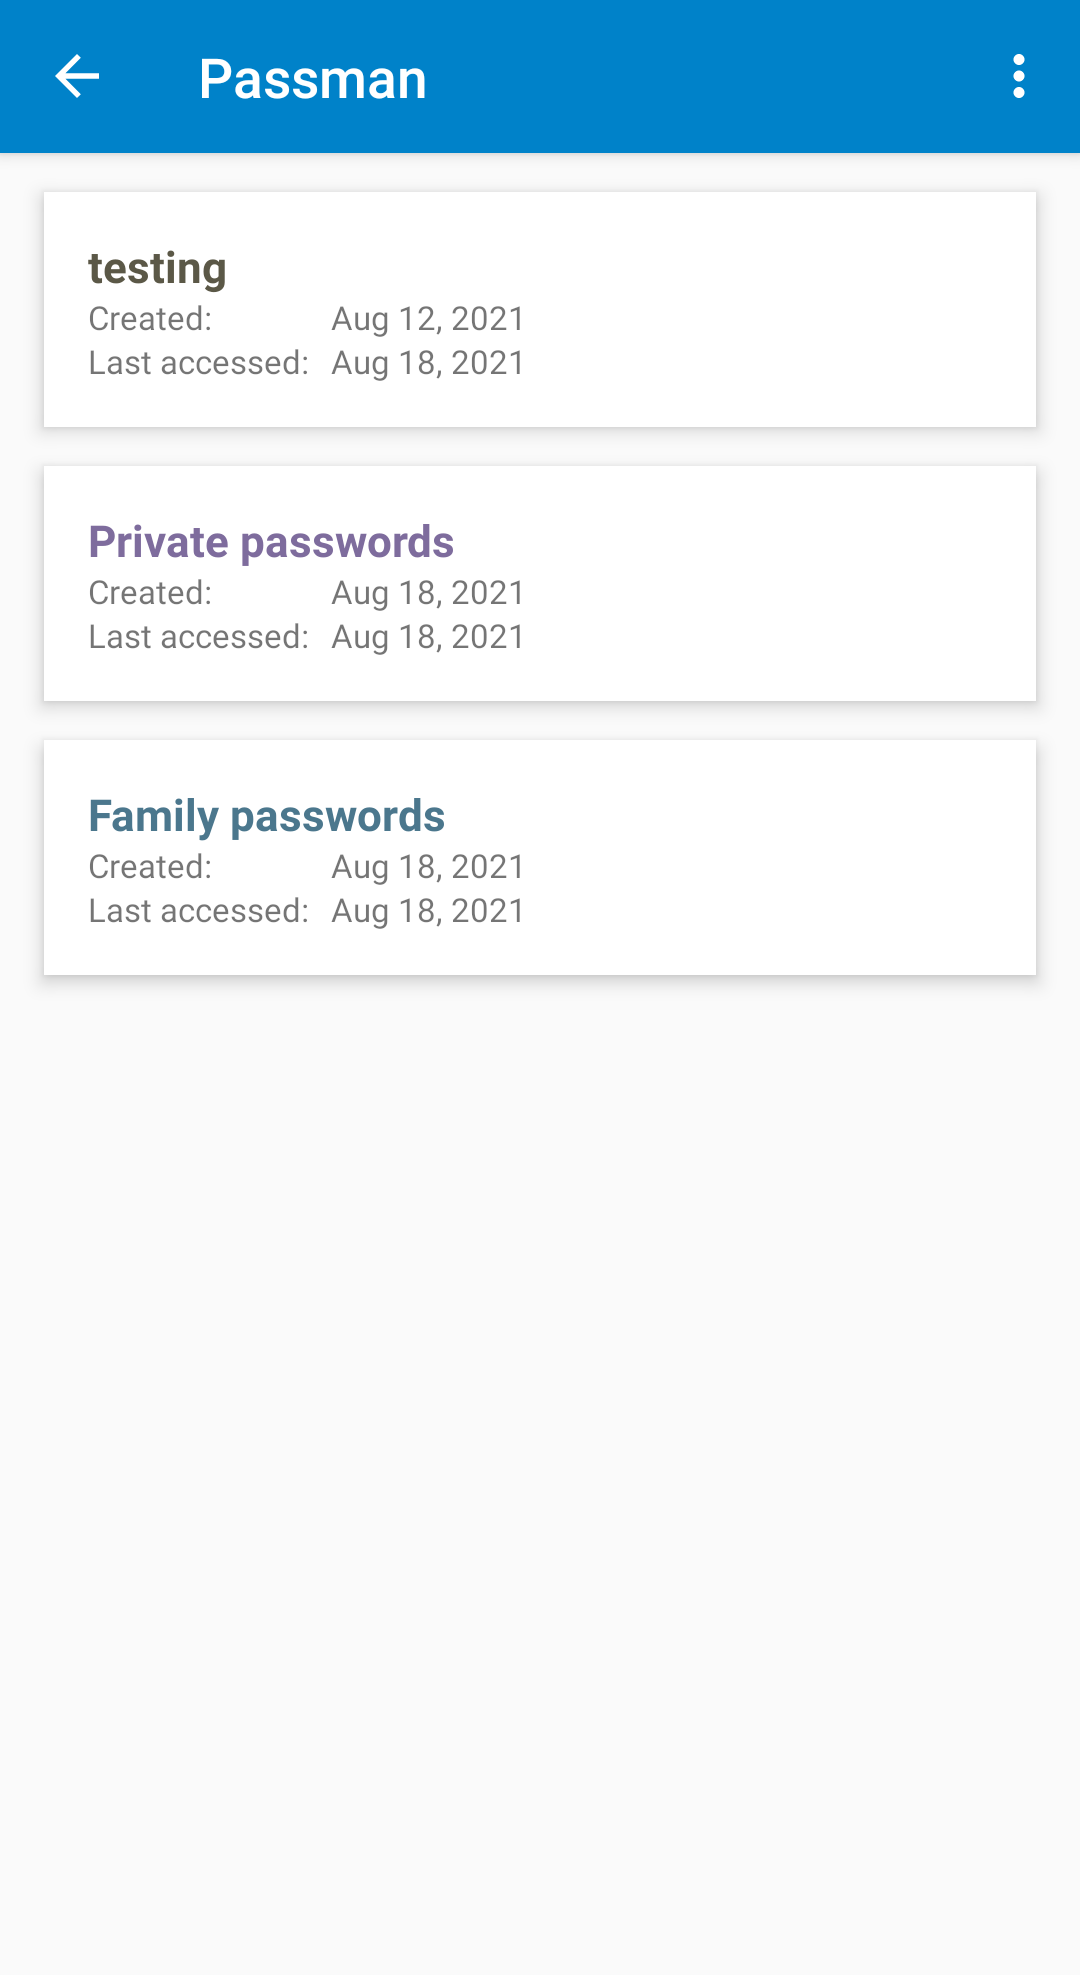 Passman
testing
Created: Aug 12, 2021
Last accessed: Aug 18, 2021
Private passwords
Created: Aug 18, 2021
Last accessed: Aug 18, 2021
Family passwords
Created: Aug 18, 2021
Last accessed: Aug 18, 2021